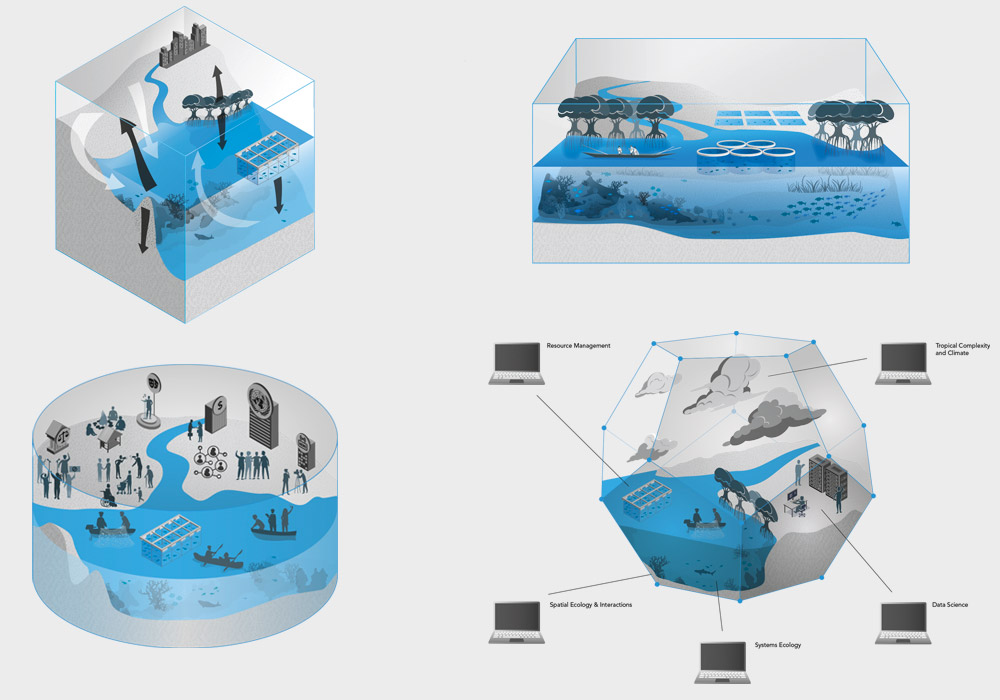 Resource Management
Tropical Complexity
and Climate
$
Spatial Ecology & Interactions
Data Science
Systems Ecology